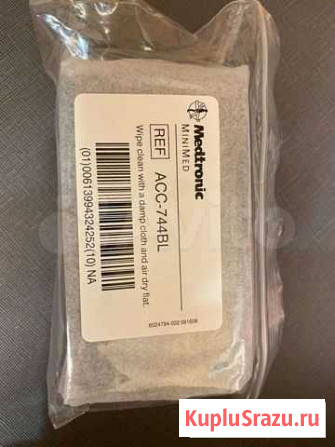 Medtronic
MINIMED
REF ACC-744BL
Wipe clean with a damp cloth and air dry flat.
(01)00613994324252(10) NA
KupluSrazu.ru